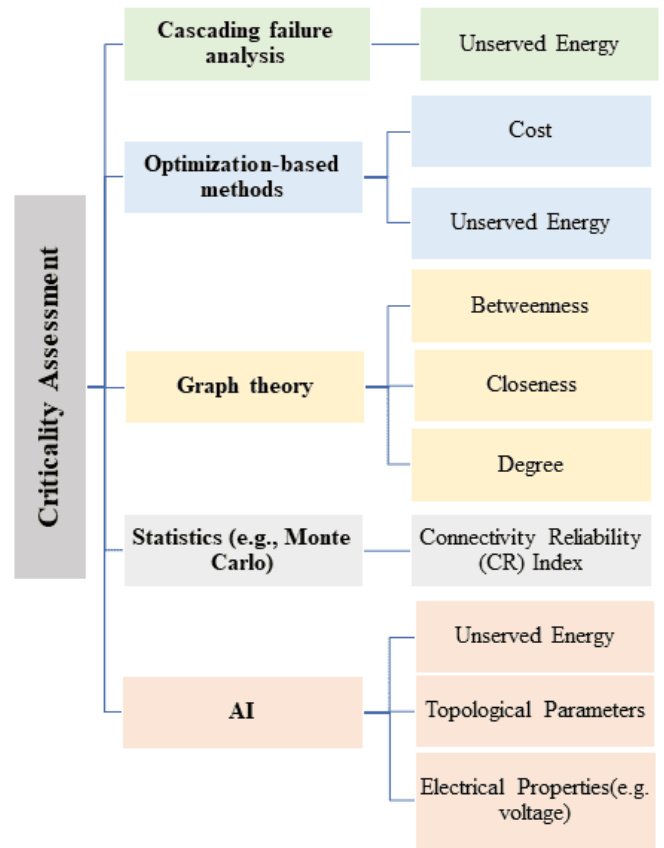 Criticality Assessment
Cascading failure
analysis
Unserved Energy
Optimization-based
methods
Cost
Unserved Energy
Graph theory
Betweenness
Closeness
Degree
Statistics (e.g., Monte
Carlo)
Connectivity Reliability
(CR) Index
AI
Unserved Energy
Topological Parameters
Electrical Properties(e.g.
voltage)